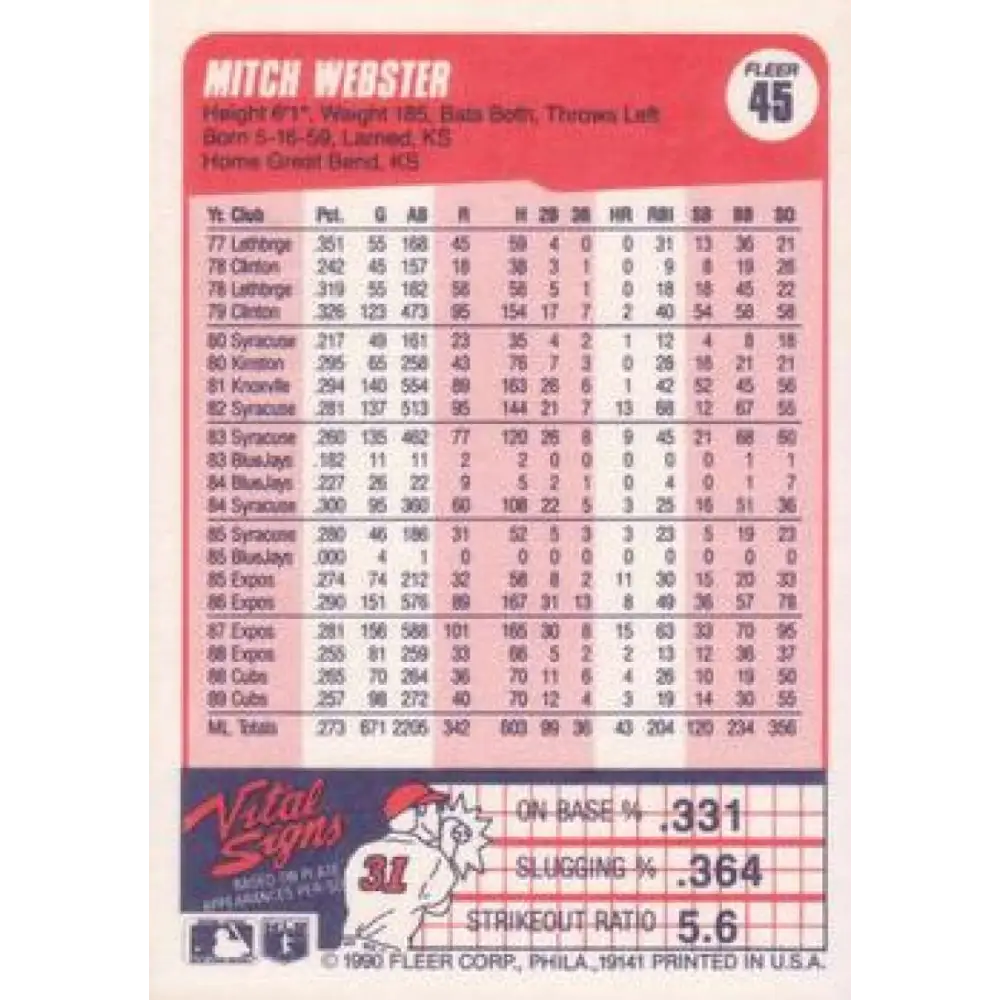 MITCH WEBSTER
FLEER
45
Height 6'1", Weight 185, Bats Both, Throws Left
Born 5-16-59, Larned, KS
Home Great Bend, KS
Yr. Club Pct. G AB R H 2B 3B HR RBI SB BB SO
77 Lethbrge .351 55 168 45 59 4 0 0 31 13 36 21
78 Clinton .242 45 157 18 38 3 1 0 9 8 19 26
78 Lethbrge .319 55 182 58 58 5 1 0 18 18 45 22
79 Clinton .326 123 473 95 154 17 7 2 40 54 58 58
80 Syracuse .217 49 161 23 35 4 2 1 12 4 8 18
80 Kinston .295 65 258 43 76 7 3 0 28 16 21 21
81 Knoxville .294 140 554 89 163 26 6 1 42 52 45 56
82 Syracuse .281 137 513 95 144 21 7 13 68 12 67 55
83 Syracuse .260 135 462 77 120 26 8 9 45 21 68 60
83 BlueJays .182 11 11 2 2 0 0 0 0 0 1 1
84 BlueJays .227 26 22 9 5 2 1 0 4 0 1 7
84 Syracuse .300 95 360 60 108 22 5 3 25 16 51 36
85 Syracuse .280 46 186 31 52 5 3 3 23 5 19 23
85 BlueJays .000 4 1 0 0 0 0 0 0 0 0 0
85 Expos .274 74 212 32 58 8 2 11 30 15 20 33
86 Expos .290 151 576 89 167 31 13 8 49 36 57 78
87 Expos .281 156 588 101 165 30 8 15 63 33 70 95
88 Expos .255 81 259 33 66 5 2 2 13 12 36 37
88 Cubs .265 70 264 36 70 11 6 4 26 10 19 50
89 Cubs .257 98 272 40 70 12 4 3 19 14 30 55
ML Totals .273 671 2205 342 603 99 36 43 204 120 234 356
Vital
Signs
BASED ON PLATE
APPEARANCES PER SO
31
ON BASE % .331
SLUGGING % .364
STRIKEOUT RATIO 5.6
© 1990 FLEER CORP., PHILA., 19141 PRINTED IN U.S.A.